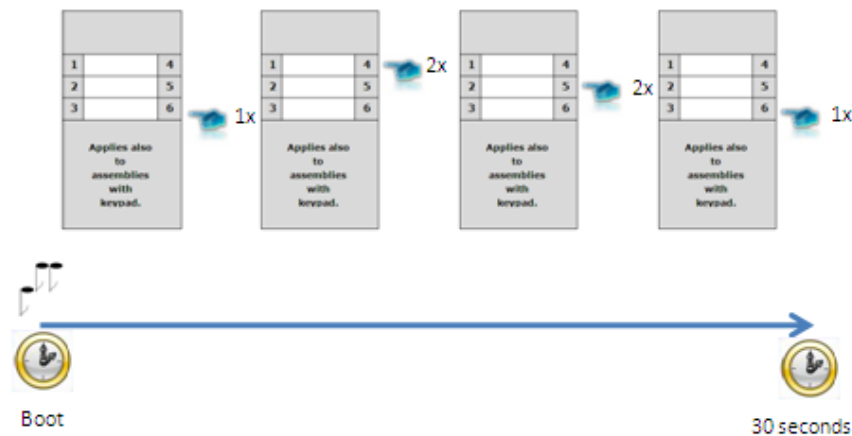 1 4
2 5
3 6
Applies also
to
assemblies
with
keypad.
1x
1 4
2 5
3 6
Applies also
to
assemblies
with
keypad.
2x
1 4
2 5
3 6
Applies also
to
assemblies
with
keypad.
2x
1 4
2 5
3 6
Applies also
to
assemblies
with
keypad.
1x
Boot
30 seconds